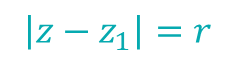 |z − z₁| = r